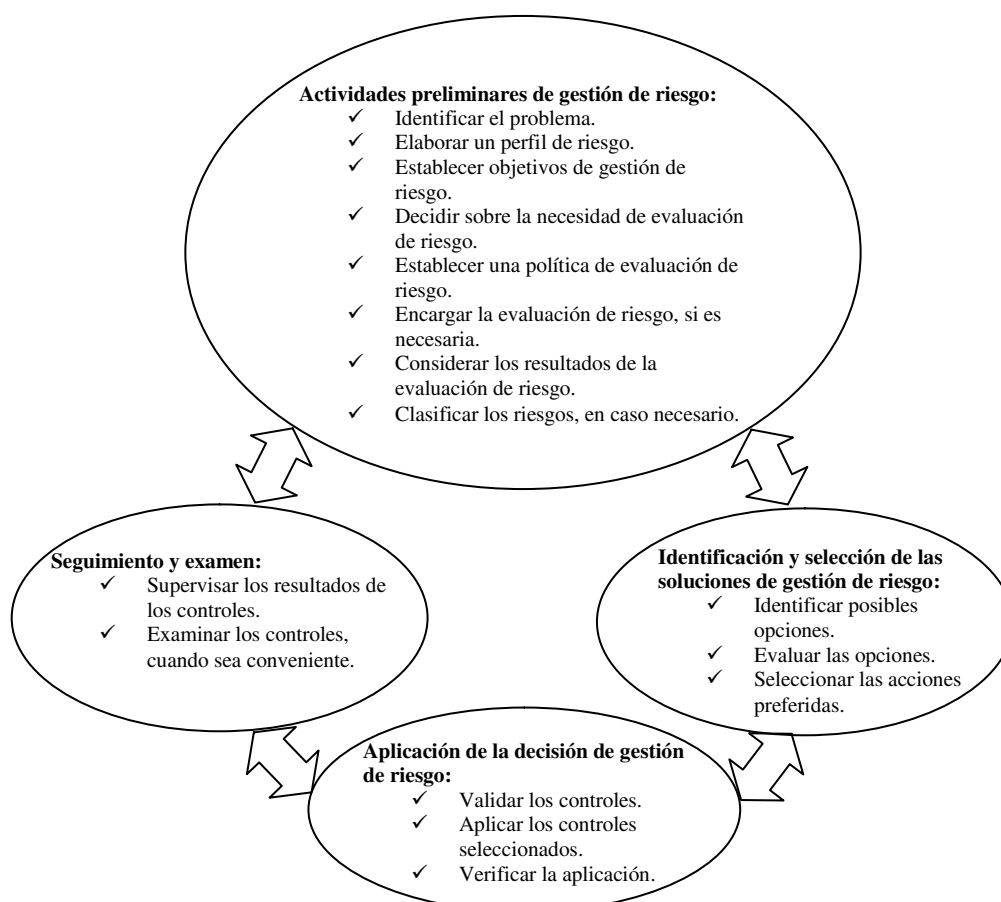 Actividades preliminares de gestión de riesgo:
✓ Identificar el problema.
✓ Elaborar un perfil de riesgo.
✓ Establecer objetivos de gestión de
riesgo.
✓ Decidir sobre la necesidad de evaluación
de riesgo.
✓ Establecer una política de evaluación de
riesgo.
✓ Encargar la evaluación de riesgo, si es
necesaria.
✓ Considerar los resultados de la
evaluación de riesgo.
✓ Clasificar los riesgos, en caso necesario.
Seguimiento y examen:
✓ Supervisar los resultados de
los controles.
✓ Examinar los controles,
cuando sea conveniente.
Identificación y selección de las
soluciones de gestión de riesgo:
✓ Identificar posibles
opciones.
✓ Evaluar las opciones.
✓ Seleccionar las acciones
preferidas.
Aplicación de la decisión de gestión
de riesgo:
✓ Validar los controles.
✓ Aplicar los controles
seleccionados.
✓ Verificar la aplicación.